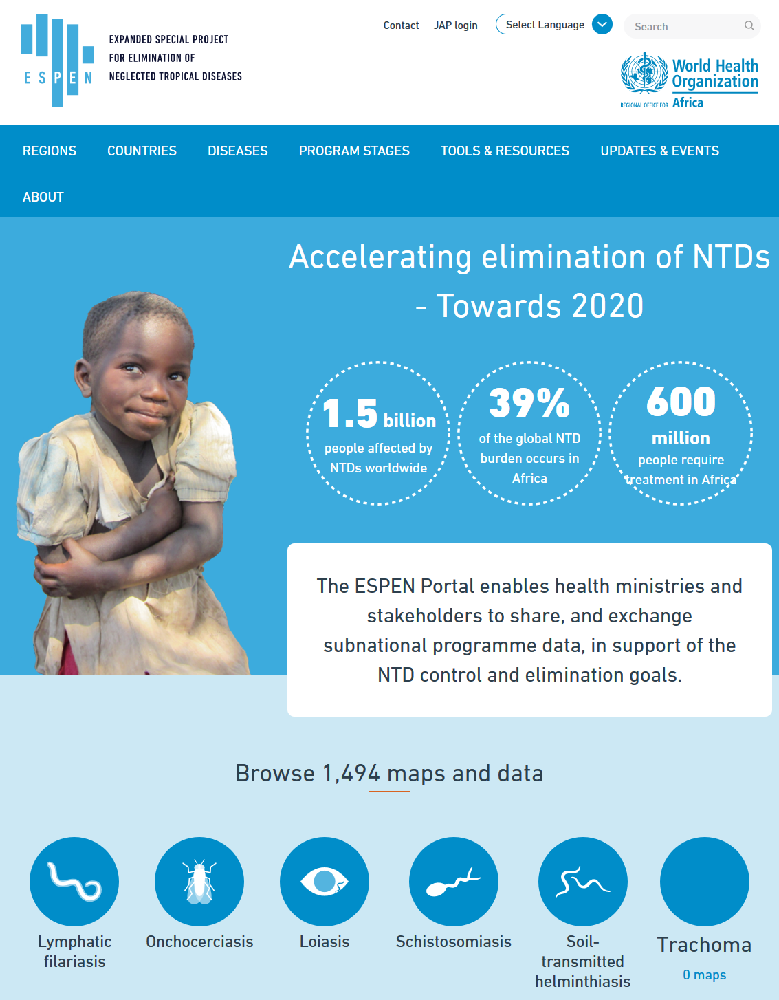 Contact
JAP login
Select Language
Search
ESPEN
EXPANDED SPECIAL PROJECT
FOR ELIMINATION OF
NEGLECTED TROPICAL DISEASES
World Health
Organization
REGIONAL OFFICE FOR Africa
REGIONS
COUNTRIES
DISEASES
PROGRAM STAGES
TOOLS & RESOURCES
UPDATES & EVENTS
ABOUT
Accelerating elimination of NTDs
- Towards 2020
1.5 billion
people affected by
NTDs worldwide
39%
of the global NTD
burden occurs in
Africa
600
million
people require
treatment in Africa
The ESPEN Portal enables health ministries and
stakeholders to share, and exchange
subnational programme data, in support of the
NTD control and elimination goals.
Browse 1,494 maps and data
Lymphatic
filariasis
Onchocerciasis
Loiasis
Schistosomiasis
Soil-
transmitted
helminthiasis
Trachoma
0 maps